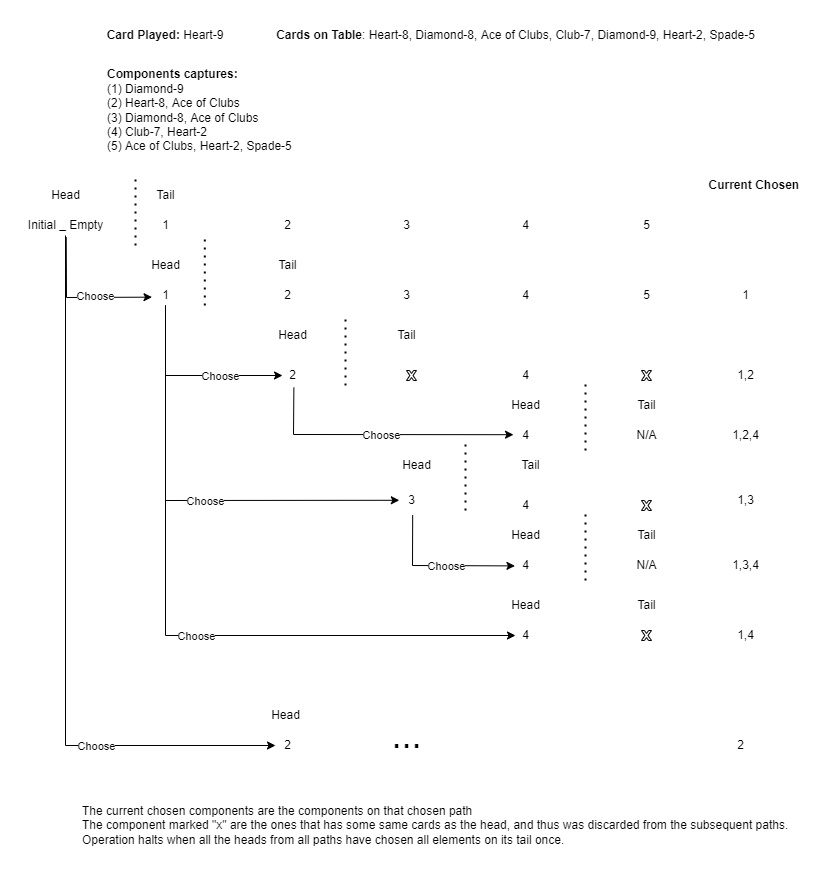 Card Played: Heart-9 Cards on Table: Heart-8, Diamond-8, Ace of Clubs, Club-7, Diamond-9, Heart-2, Spade-5
Components captures:
(1) Diamond-9
(2) Heart-8, Ace of Clubs
(3) Diamond-8, Ace of Clubs
(4) Club-7, Heart-2
(5) Ace of Clubs, Heart-2, Spade-5
Current Chosen
Head Tail
Initial _ Empty 1 2 3 4 5
Head Tail
Choose 1 2 3 4 5 1
Head Tail
Choose 2 X 4 X 1,2
Head Tail
Choose 4 N/A 1,2,4
Head Tail
Choose 3 4 X 1,3
Head Tail
Choose 4 N/A 1,3,4
Head Tail
Choose 4 X 1,4
Head
Choose 2 ... 2
The current chosen components are the components on that chosen path
The component marked "x" are the ones that has some same cards as the head, and thus was discarded from the subsequent paths.
Operation halts when all the heads from all paths have chosen all elements on its tail once.